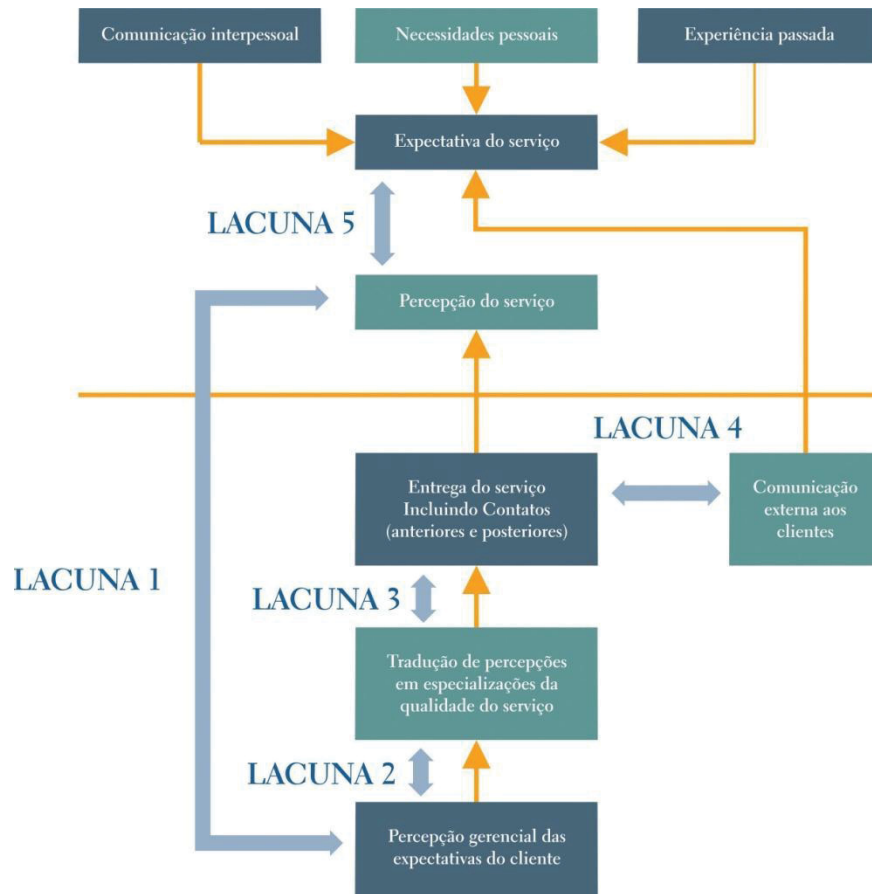 Comunicação interpessoal
Necessidades pessoais
Experiência passada
Expectativa do serviço
LACUNA 5
Percepção do serviço
LACUNA 4
Entrega do serviço
Incluindo Contatos
(anteriores e posteriores)
Comunicação
externa aos
clientes
LACUNA 1
LACUNA 3
Tradução de percepções
em especializações da
qualidade do serviço
LACUNA 2
Percepção gerencial das
expectativas do cliente